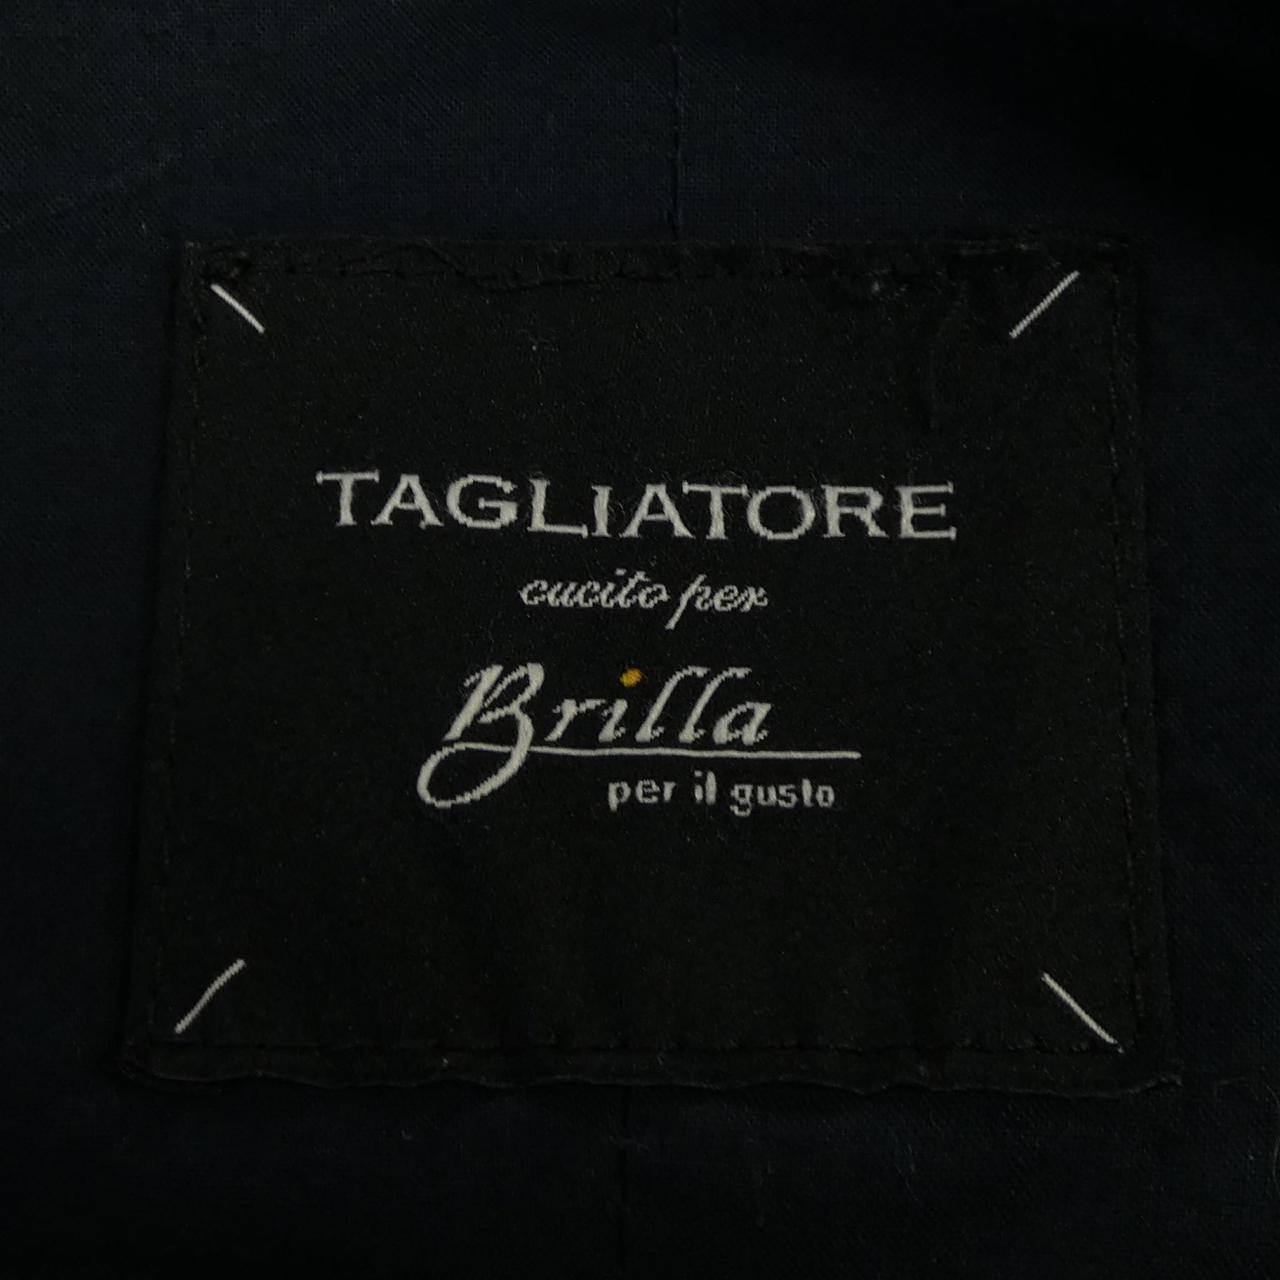 TAGLIATORE
cucito per
Brilla
per il gusto